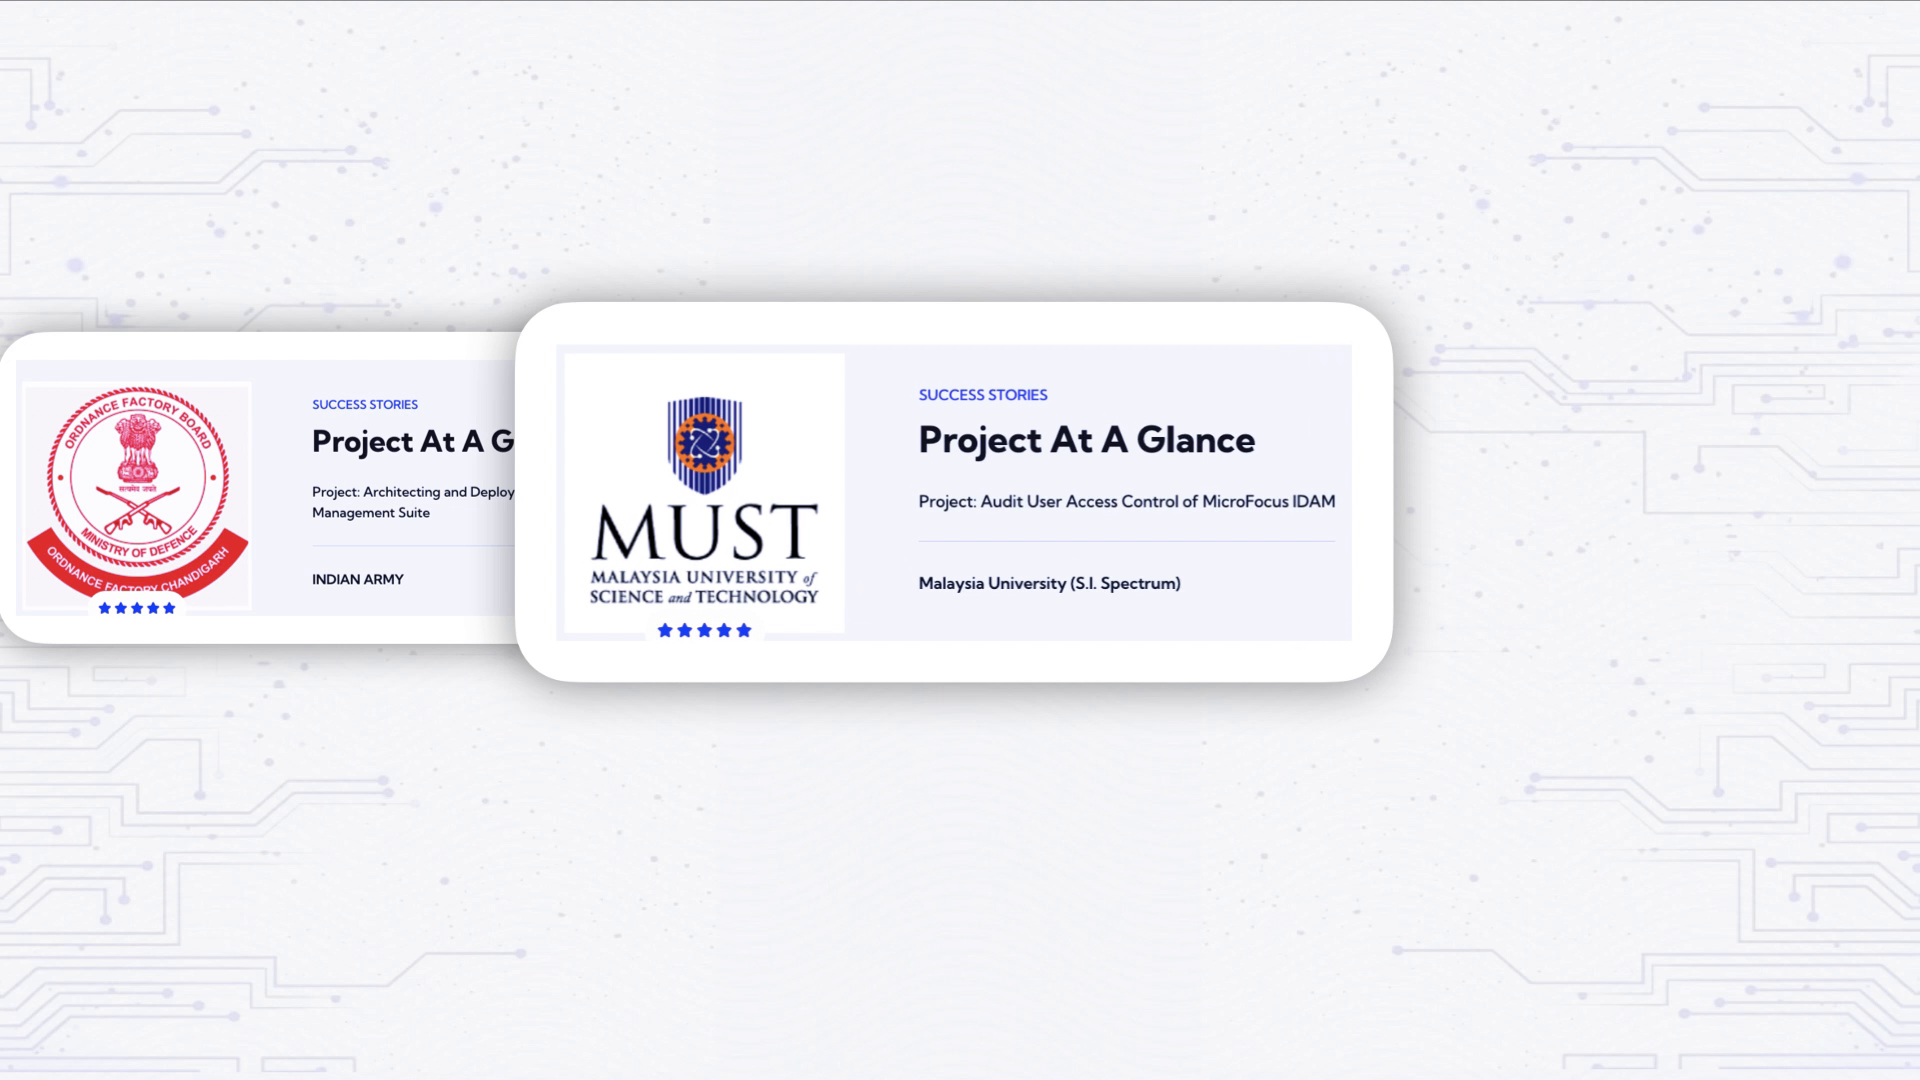 ORDNANCE FACTORY BOARD
सत्यमेव जयते
MINISTRY OF DEFENCE
ORDNANCE FACTORY CHANDIGARH
SUCCESS STORIES
Project At A G
Project: Architecting and Deploy
Management Suite
INDIAN ARMY
MUST
MALAYSIA UNIVERSITY of
SCIENCE and TECHNOLOGY
SUCCESS STORIES
Project At A Glance
Project: Audit User Access Control of MicroFocus IDAM
Malaysia University (S.I. Spectrum)